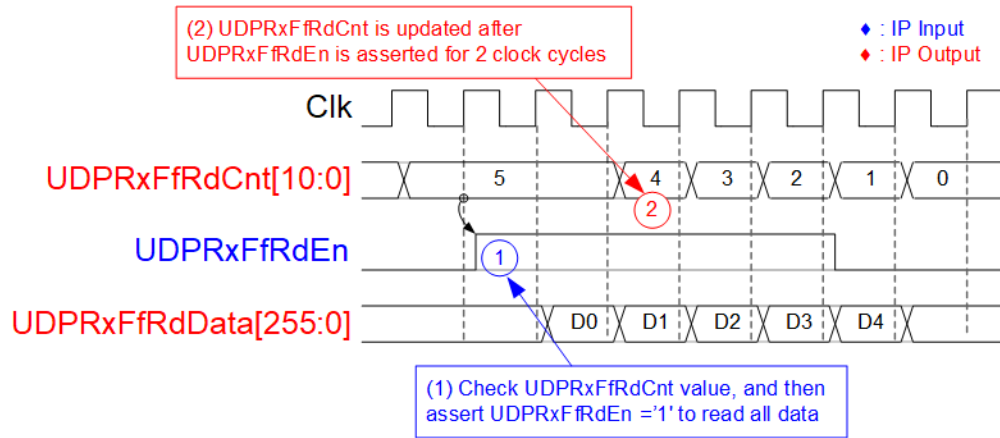 (2) UDPRxFfRdCnt is updated after
UDPRxFfRdEn is asserted for 2 clock cycles
♦ : IP Input
♦ : IP Output
Clk
UDPRxFfRdCnt[10:0]
5
4
3
2
1
0
2
UDPRxFfRdEn
1
UDPRxFfRdData[255:0]
D0
D1
D2
D3
D4
(1) Check UDPRxFfRdCnt value, and then
assert UDPRxFfRdEn ='1' to read all data